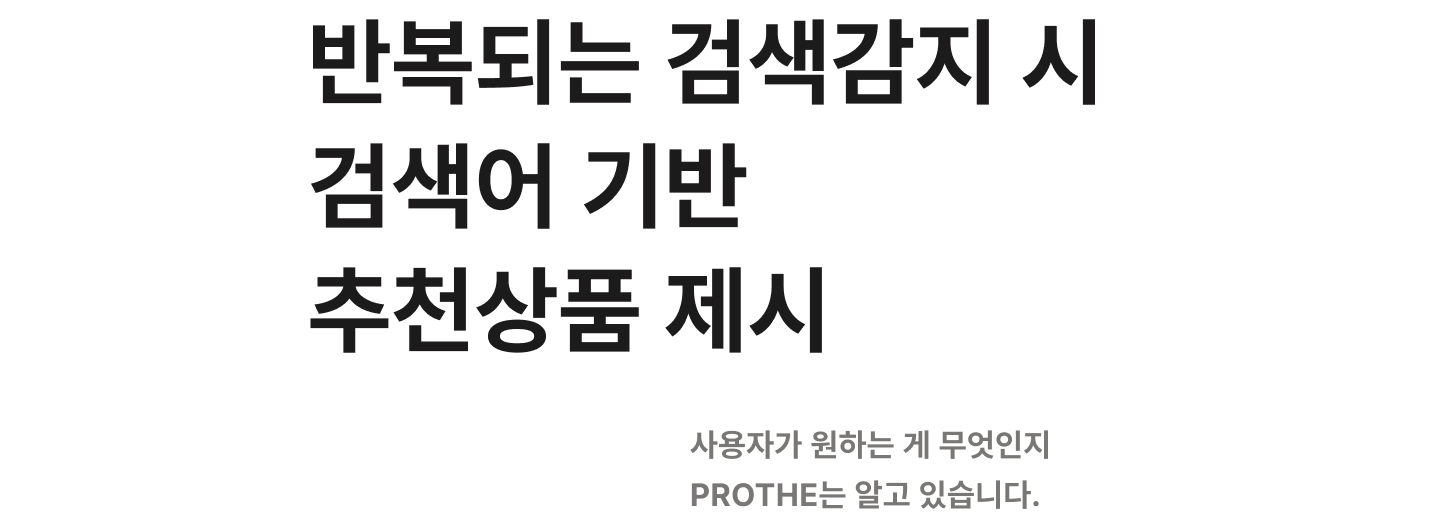 반복되는 검색감지 시
검색어 기반
추천상품 제시
사용자가 원하는 게 무엇인지
PROTHE는 알고 있습니다.